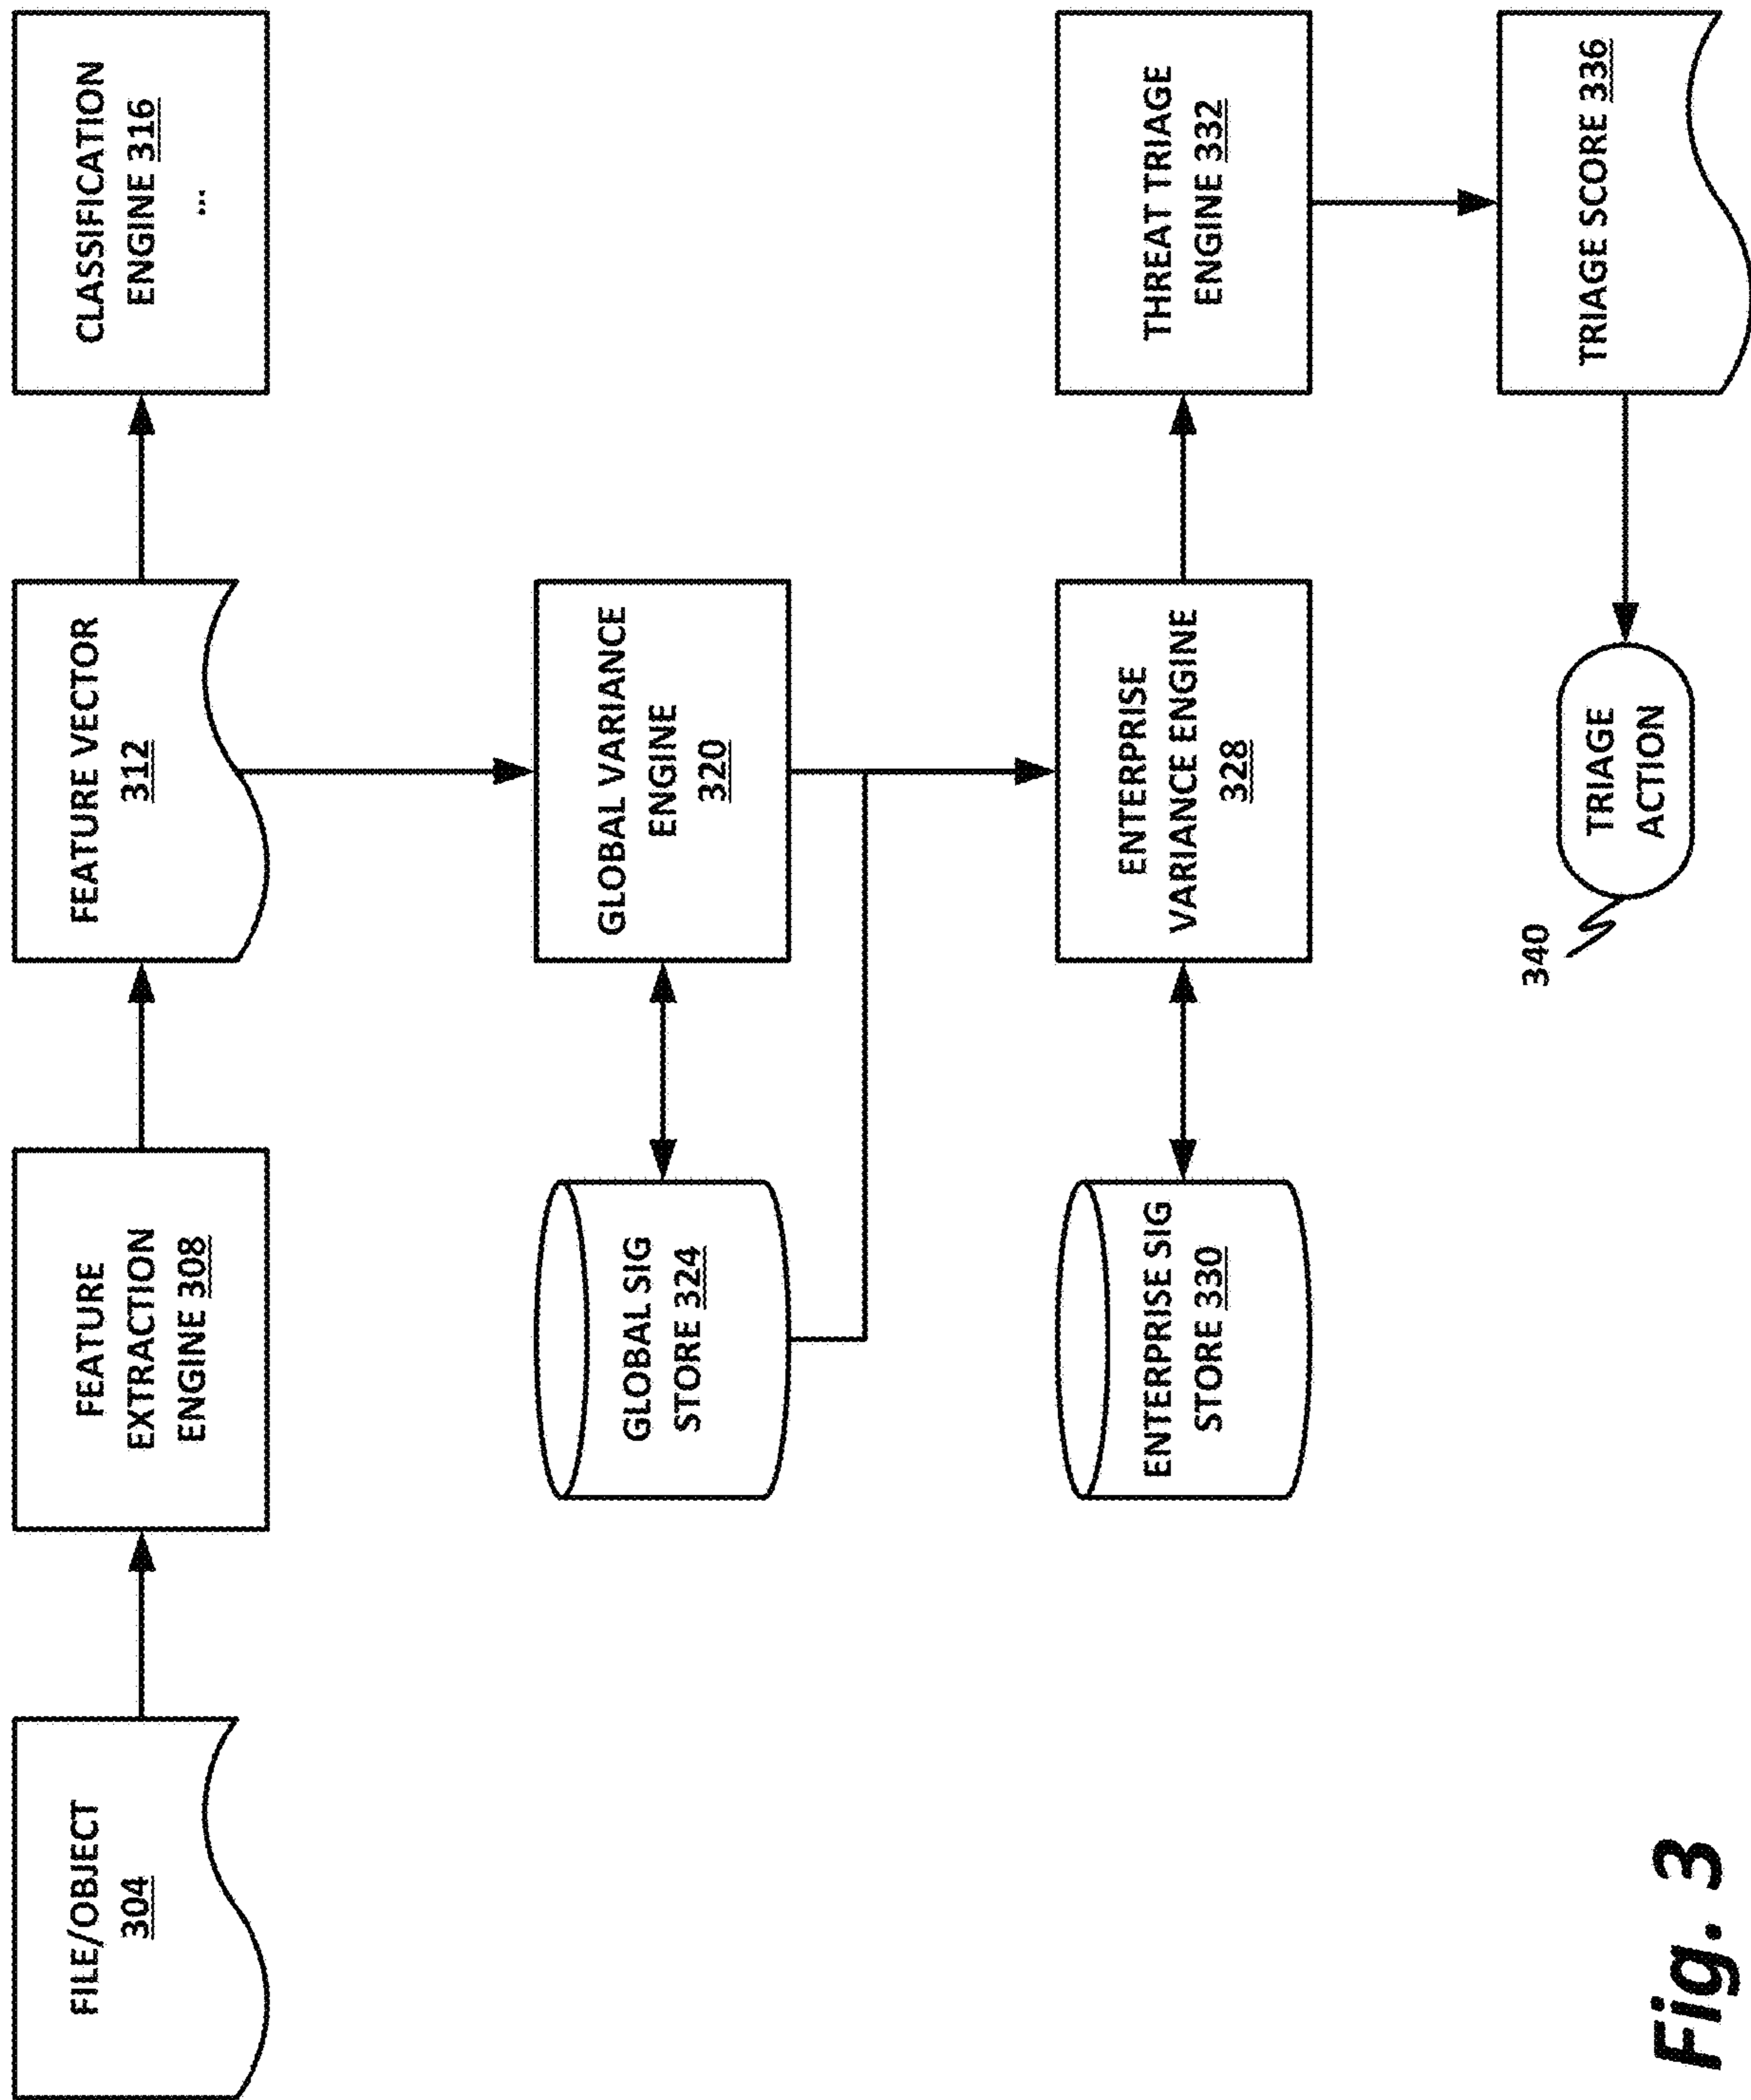 FILE/OBJECT
304
FEATURE
EXTRACTION
ENGINE 308
FEATURE VECTOR
312
CLASSIFICATION
ENGINE 316
...
GLOBAL SIG
STORE 324
GLOBAL VARIANCE
ENGINE
320
ENTERPRISE SIG
STORE 330
ENTERPRISE
VARIANCE ENGINE
328
THREAT TRIAGE
ENGINE 332
340
TRIAGE
ACTION
TRIAGE SCORE 336
Fig. 3